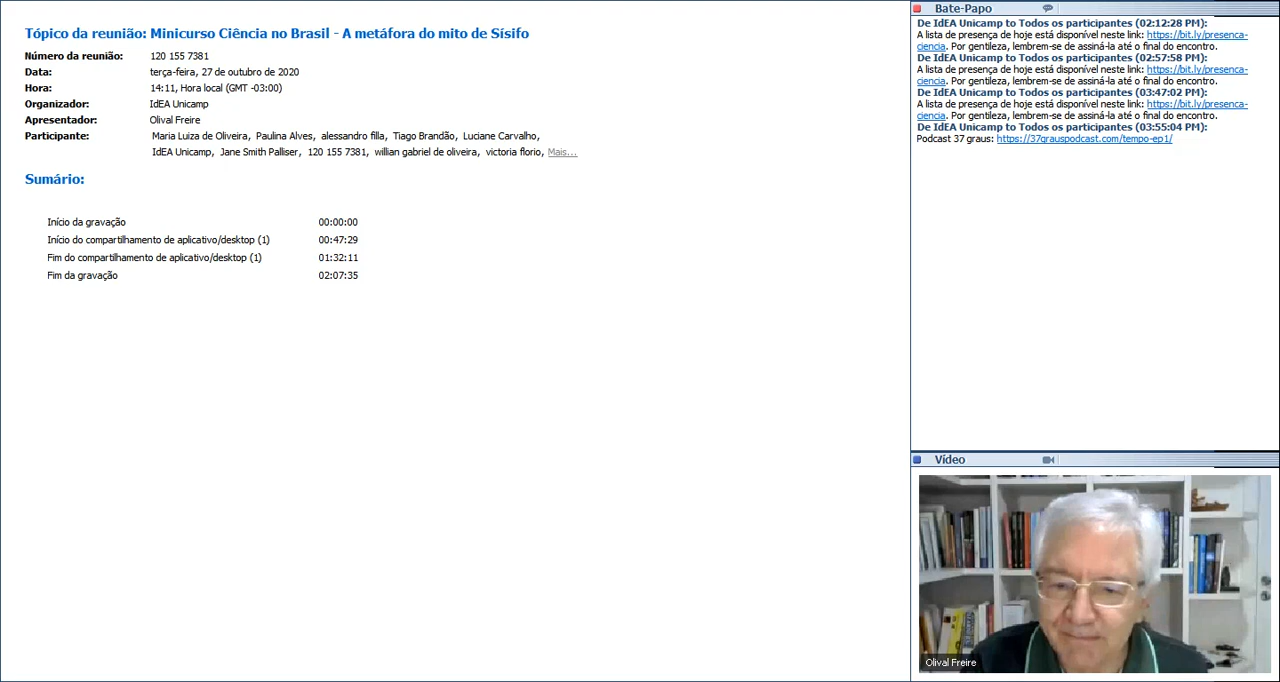 Tópico da reunião: Minicurso Ciência no Brasil - A metáfora do mito de Sísifo
Número da reunião: 120 155 7381
Data: terça-feira, 27 de outubro de 2020
Hora: 14:11, Hora local (GMT -03:00)
Organizador: IdEA Unicamp
Apresentador: Olival Freire
Participante: Maria Luiza de Oliveira, Paulina Alves, alessandro filla, Tiago Brandão, Luciane Carvalho,
IdEA Unicamp, Jane Smith Palliser, 120 155 7381, willian gabriel de oliveira, victoria florio, Mais...
Sumário:
Início da gravação 00:00:00
Início do compartilhamento de aplicativo/desktop (1) 00:47:29
Fim do compartilhamento de aplicativo/desktop (1) 01:32:11
Fim da gravação 02:07:35
Bate-Papo
De IdEA Unicamp to Todos os participantes (02:12:28 PM):
A lista de presença de hoje está disponível neste link: https://bit.ly/presenca-
ciencia. Por gentileza, lembrem-se de assiná-la até o final do encontro.
De IdEA Unicamp to Todos os participantes (02:57:58 PM):
A lista de presença de hoje está disponível neste link: https://bit.ly/presenca-
ciencia. Por gentileza, lembrem-se de assiná-la até o final do encontro.
De IdEA Unicamp to Todos os participantes (03:47:02 PM):
A lista de presença de hoje está disponível neste link: https://bit.ly/presenca-
ciencia. Por gentileza, lembrem-se de assiná-la até o final do encontro.
De IdEA Unicamp to Todos os participantes (03:55:04 PM):
Podcast 37 graus: https://37grauspodcast.com/tempo-ep1/
Vídeo
Olival Freire